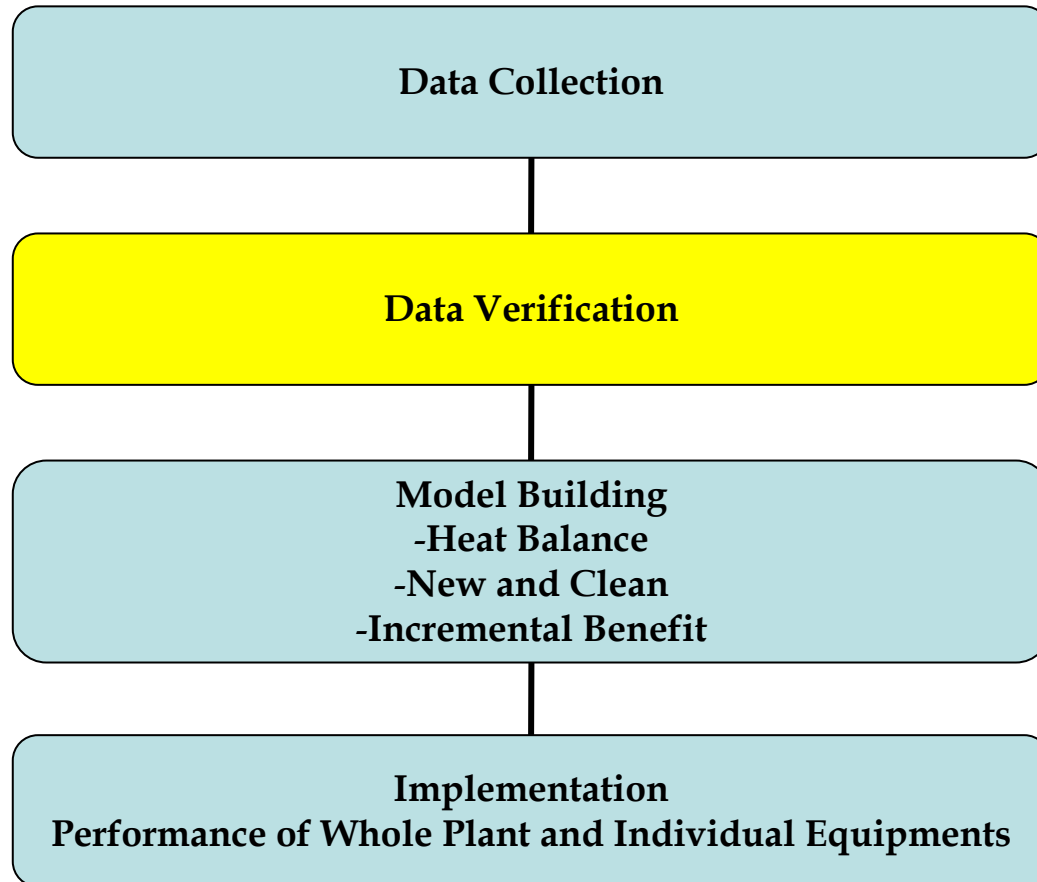 Data Collection
Data Verification
Model Building
-Heat Balance
-New and Clean
-Incremental Benefit
Implementation
Performance of Whole Plant and Individual Equipments